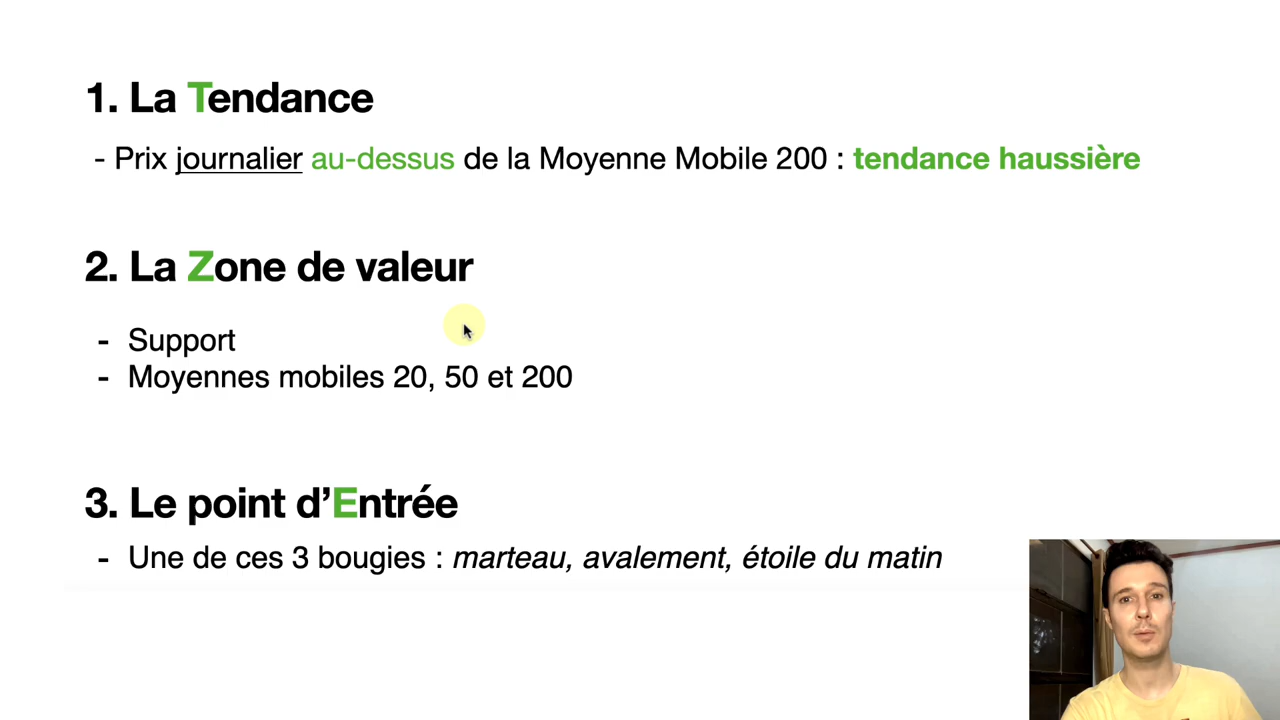 1. La Tendance
- Prix journalier au-dessus de la Moyenne Mobile 200 : tendance haussière
2. La Zone de valeur
- Support
- Moyennes mobiles 20, 50 et 200
3. Le point d’Entrée
- Une de ces 3 bougies : marteau, avalement, étoile du matin